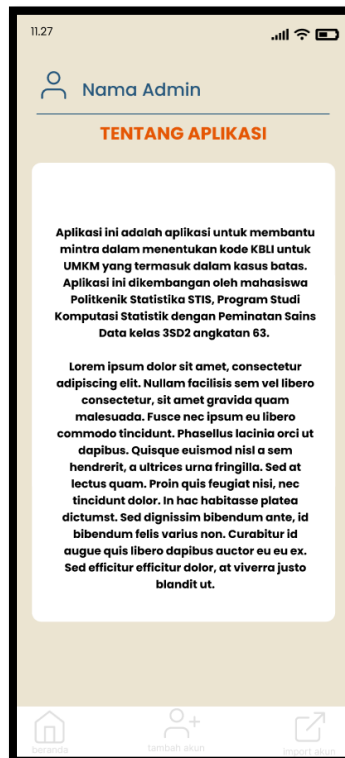 11.27
Nama Admin
TENTANG APLIKASI
Aplikasi ini adalah aplikasi untuk membantu
mintra dalam menentukan kode KBLI untuk
UMKM yang termasuk dalam kasus batas.
Aplikasi ini dikembangan oleh mahasiswa
Politkenik Statistika STIS, Program Studi
Komputasi Statistik dengan Peminatan Sains
Data kelas 3SD2 angkatan 63.
Lorem ipsum dolor sit amet, consectetur
adipiscing elit. Nullam facilisis sem vel libero
consectetur, sit amet gravida quam
malesuada. Fusce nec ipsum eu libero
commodo tincidunt. Phasellus lacinia orci ut
dapibus. Quisque euismod nisl a sem
hendrerit, a ultrices urna fringilla. Sed at
lectus quam. Proin quis feugiat nisi, nec
tincidunt dolor. In hac habitasse platea
dictumst. Sed dignissim bibendum ante, id
bibendum felis varius non. Curabitur id
augue quis libero dapibus auctor eu eu ex.
Sed efficitur efficitur dolor, at viverra justo
blandit ut.
beranda
tambah akun
import akun